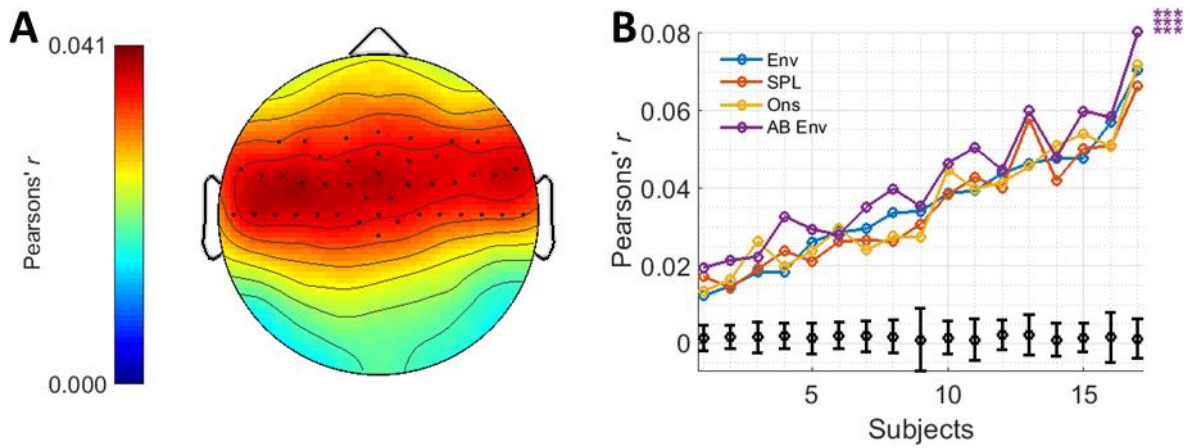 A
0.041
Pearsons' r
0.000
B
***
***
***
0.08
0.06
0.04
0.02
0
Pearsons' r
Env
SPL
Ons
AB Env
5
10
15
Subjects